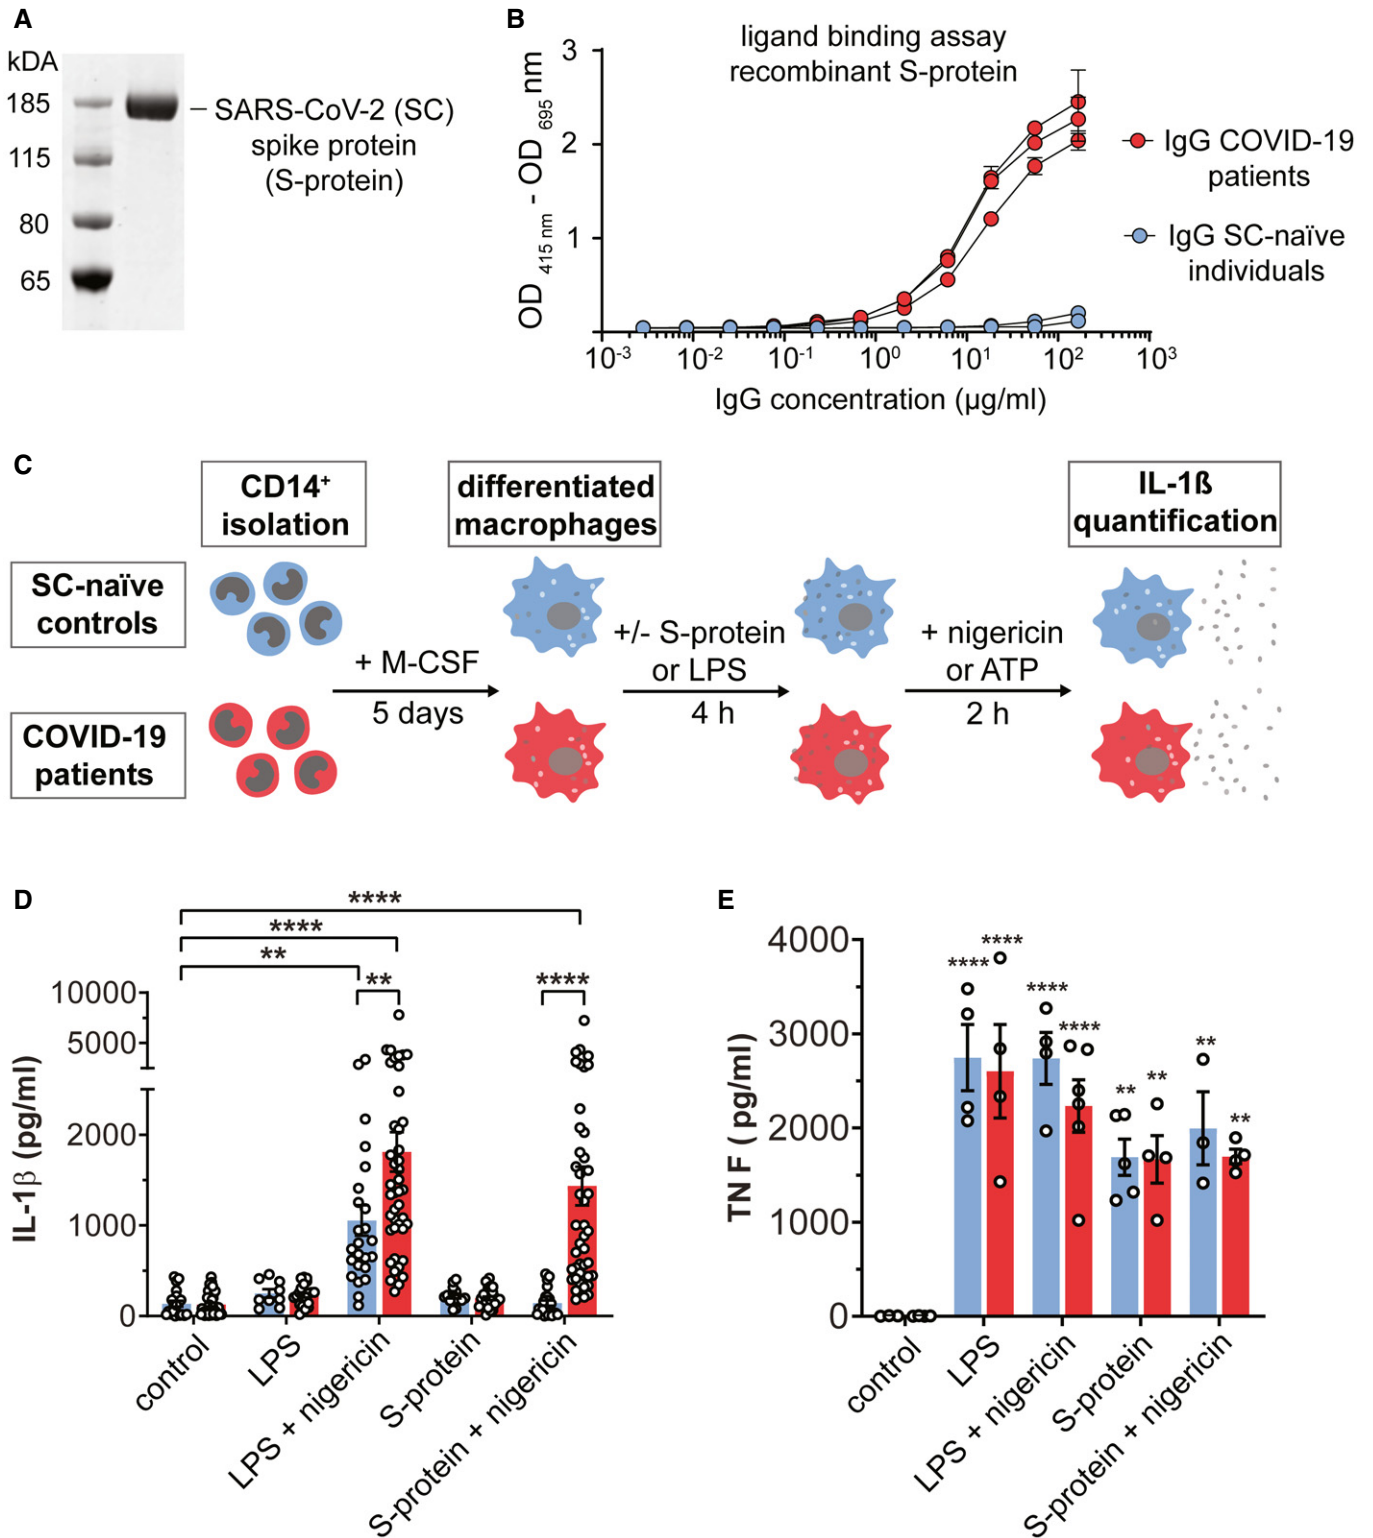 A
kDA
185
115
80
65
SARS-CoV-2 (SC)
spike protein
(S-protein)
B
ligand binding assay
recombinant S-protein
OD 415 nm - OD 695 nm
3
2
1
10-3
10-2
10-1
100
101
102
103
IgG concentration (µg/ml)
IgG COVID-19
patients
IgG SC-naïve
individuals
C
CD14+
isolation
differentiated
macrophages
IL-1ß
quantification
SC-naïve
controls
COVID-19
patients
+ M-CSF
5 days
+/- S-protein
or LPS
4 h
+ nigericin
or ATP
2 h
D
****
****
**
**
****
IL-1β (pg/ml)
10000
5000
2000
1000
0
control
LPS
LPS + nigericin
S-protein
S-protein + nigericin
E
TNF (pg/ml)
4000
3000
2000
1000
0
****
****
****
****
**
**
**
**
control
LPS
LPS + nigericin
S-protein
S-protein + nigericin